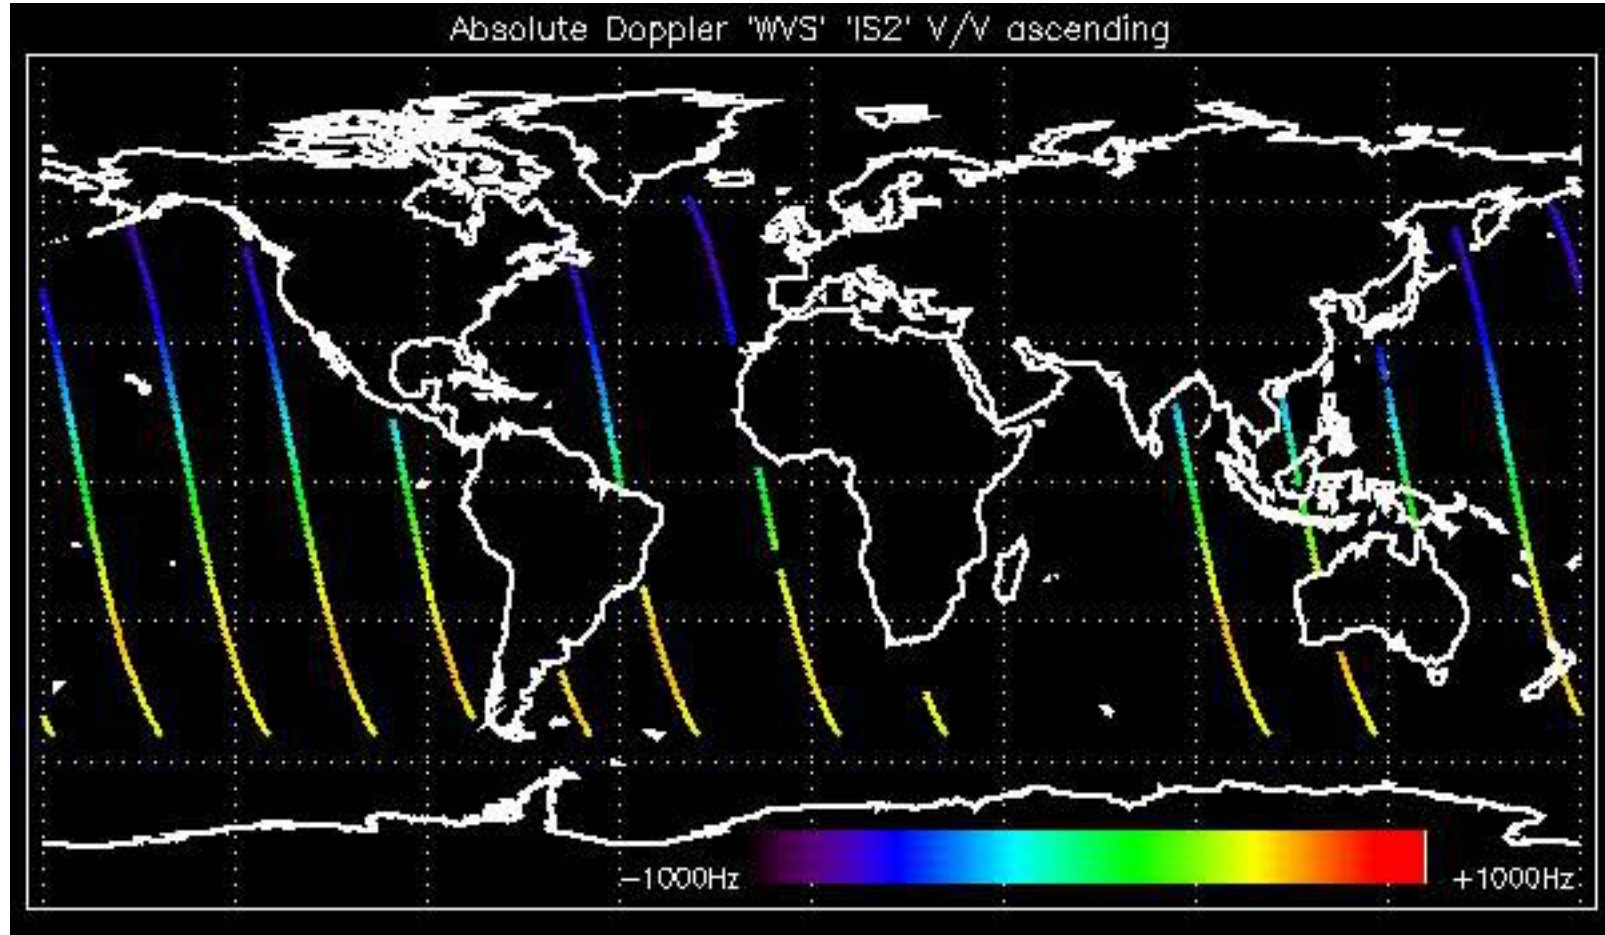 Absolute Doppler 'WVS' 'IS2' V/V ascending
-1000Hz
+1000Hz